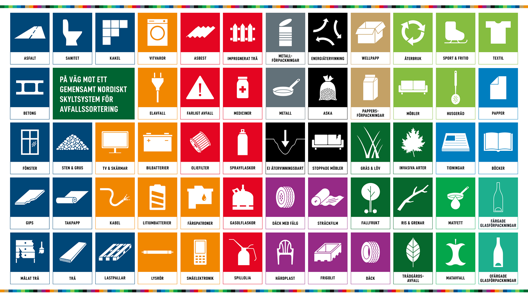 ASFALT
SANITET
KAKEL
VITVAROR
ASBEST
IMPREGNERAT TRÄ
METALL-
FÖRPACKNINGAR
ENERGIÅTERVINNING
WELLPAPP
ÅTERBRUK
SPORT & FRITID
TEXTIL
BETONG
PÅ VÄG MOT ETT
GEMENSAMT NORDISKT
SKYLTSYSTEM FÖR
AVFALLSSORTERING
ELAVFALL
FARLIGT AVFALL
MEDICINER
METALL
ASKA
PAPPERS-
FÖRPACKNINGAR
MÖBLER
HUSGERÅD
PAPPER
FÖNSTER
STEN & GRUS
TV & SKÄRMAR
BILBATTERIER
OLJEFILTER
SPRAYFLASKOR
EJ ÅTERVINNINGSBART
STOPPADE MÖBLER
GRÄS & LÖV
INVASIVA ARTER
TIDNINGAR
BÖCKER
GIPS
TAKPAPP
KABEL
LITIUMBATTERIER
FÄRGPATRONER
GASOLFLASKOR
DÄCK MED FÄLG
STRÄCKFILM
FALLFRUKT
RIS & GRENAR
MATFETT
FÄRGADE
GLASFÖRPACKNINGAR
MÅLAT TRÄ
TRÄ
LASTPALLAR
LYSRÖR
SMÅELEKTRONIK
SPILLOLJA
HÅRDPLAST
FRIGOLIT
DÄCK
TRÄDGÅRDS-
AVFALL
MATAVFALL
OFÄRGADE
GLASFÖRPACKNINGAR